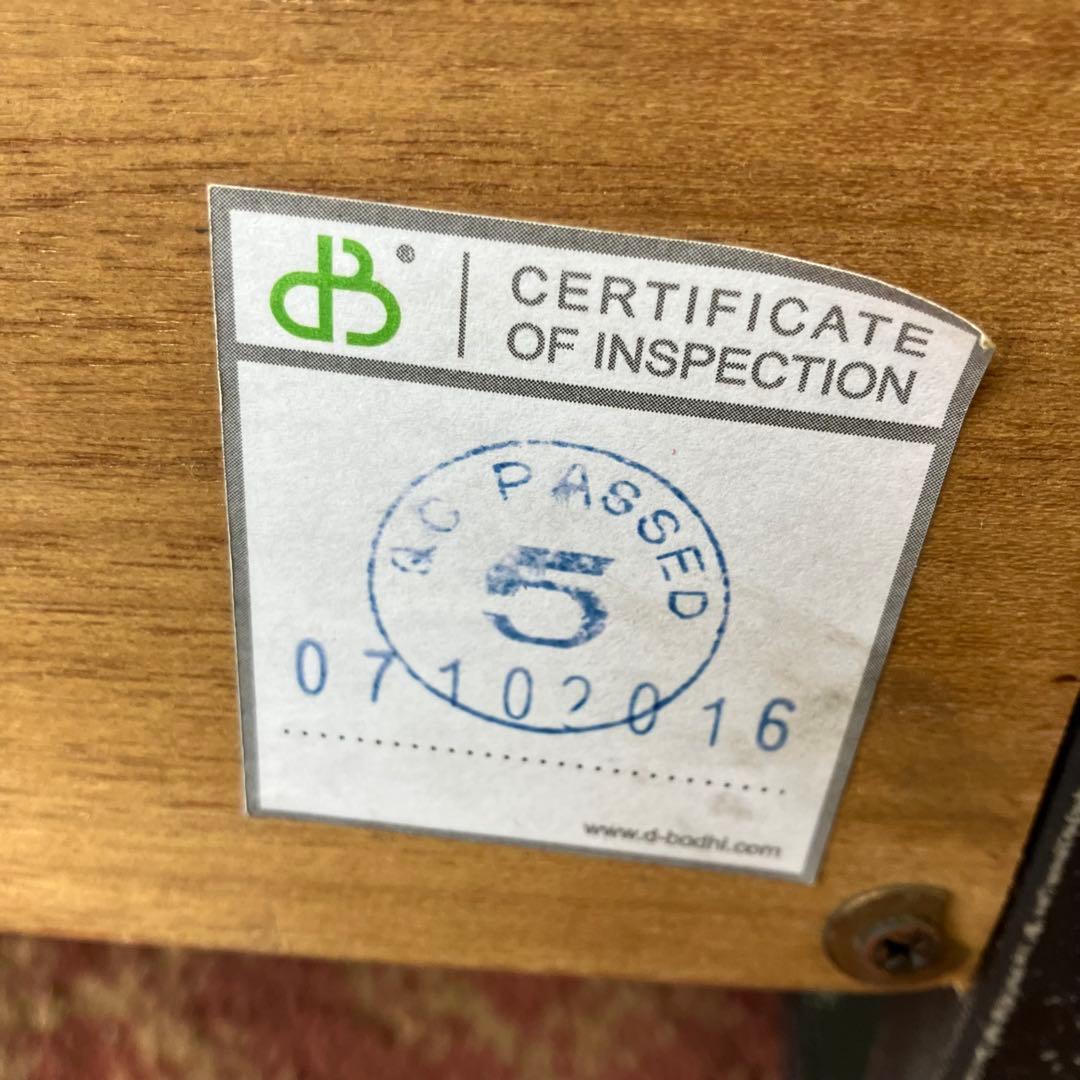 dB® | CERTIFICATE
OF INSPECTION
QC PASSED
5
07102016
www.d-bodhi.com